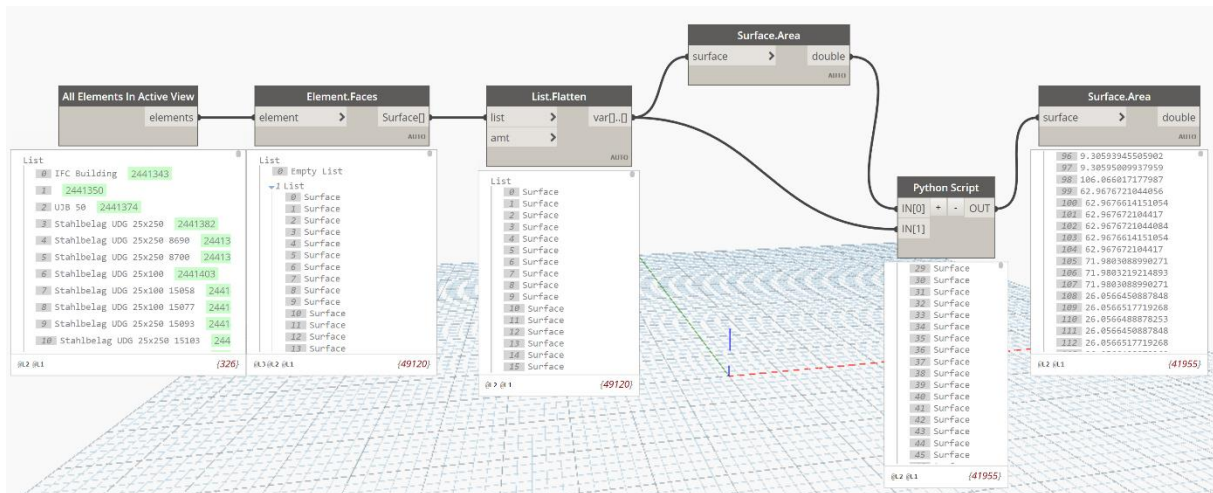 Surface.Area
surface > double
AUTO
All Elements In Active View
elements
Element.Faces
element > Surface[]
AUTO
List.Flatten
list > var[]..[]
amt >
AUTO
Surface.Area
surface > double
AUTO
Python Script
IN[0] + - OUT
IN[1]
List
0 IFC Building 2441343
1 2441350
2 UJB 50 2441374
3 Stahlbelag UDG 25x250 2441382
4 Stahlbelag UDG 25x250 8690 24413
5 Stahlbelag UDG 25x250 8700 24413
6 Stahlbelag UDG 25x100 2441403
7 Stahlbelag UDG 25x100 15058 2441
8 Stahlbelag UDG 25x100 15077 2441
9 Stahlbelag UDG 25x250 15093 2441
10 Stahlbelag UDG 25x250 15103 244
@L2 @L1 {326}
List
0 Empty List
1 List
0 Surface
1 Surface
2 Surface
3 Surface
4 Surface
5 Surface
6 Surface
7 Surface
8 Surface
9 Surface
10 Surface
11 Surface
12 Surface
13 Surface
@L3 @L2 @L1 {49120}
List
0 Surface
1 Surface
2 Surface
3 Surface
4 Surface
5 Surface
6 Surface
7 Surface
8 Surface
9 Surface
10 Surface
11 Surface
12 Surface
13 Surface
14 Surface
15 Surface
@L2 @L1 {49120}
29 Surface
30 Surface
31 Surface
32 Surface
33 Surface
34 Surface
35 Surface
36 Surface
37 Surface
38 Surface
39 Surface
40 Surface
41 Surface
42 Surface
43 Surface
44 Surface
45 Surface
@L2 @L1 {41955}
96 9.30593945505902
97 9.30595009937959
98 106.066017177987
99 62.9676721044056
100 62.9676614151054
101 62.9676721044417
102 62.9676721044084
103 62.9676614151054
104 62.9676721044417
105 71.9803088990271
106 71.9803219214893
107 71.9803088990271
108 26.0566450887848
109 26.0566517719268
110 26.0566488878253
111 26.0566450887848
112 26.0566517719268
@L2 @L1 {41955}